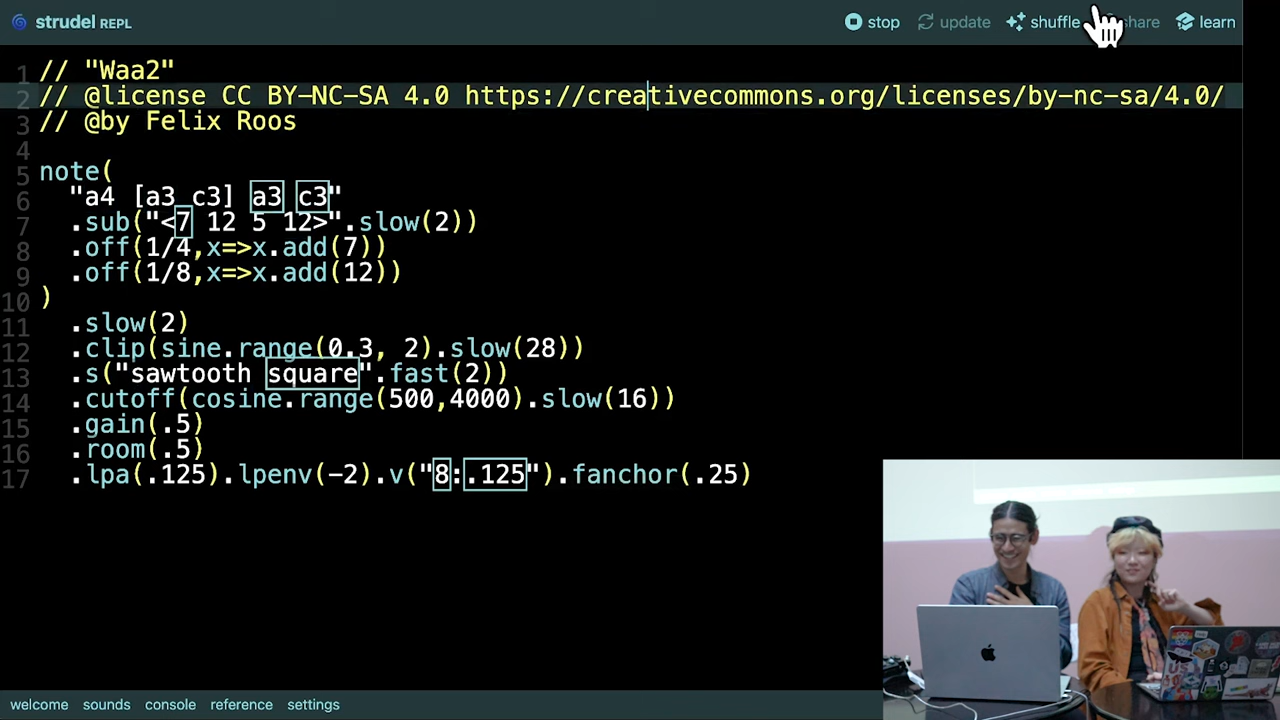 strudel REPL
stop update shuffle share learn
1 // "Waa2"
2 // @license CC BY-NC-SA 4.0 https://creativecommons.org/licenses/by-nc-sa/4.0/
3 // @by Felix Roos
4
5 note(
6 "a4 [a3 c3] a3 c3"
7 .sub("<7 12 5 12>".slow(2))
8 .off(1/4,x=>x.add(7))
9 .off(1/8,x=>x.add(12))
10 )
11 .slow(2)
12 .clip(sine.range(0.3, 2).slow(28))
13 .s("sawtooth square".fast(2))
14 .cutoff(cosine.range(500,4000).slow(16))
15 .gain(.5)
16 .room(.5)
17 .lpa(.125).lpenv(-2).v("8:.125").fanchor(.25)
welcome sounds console reference settings